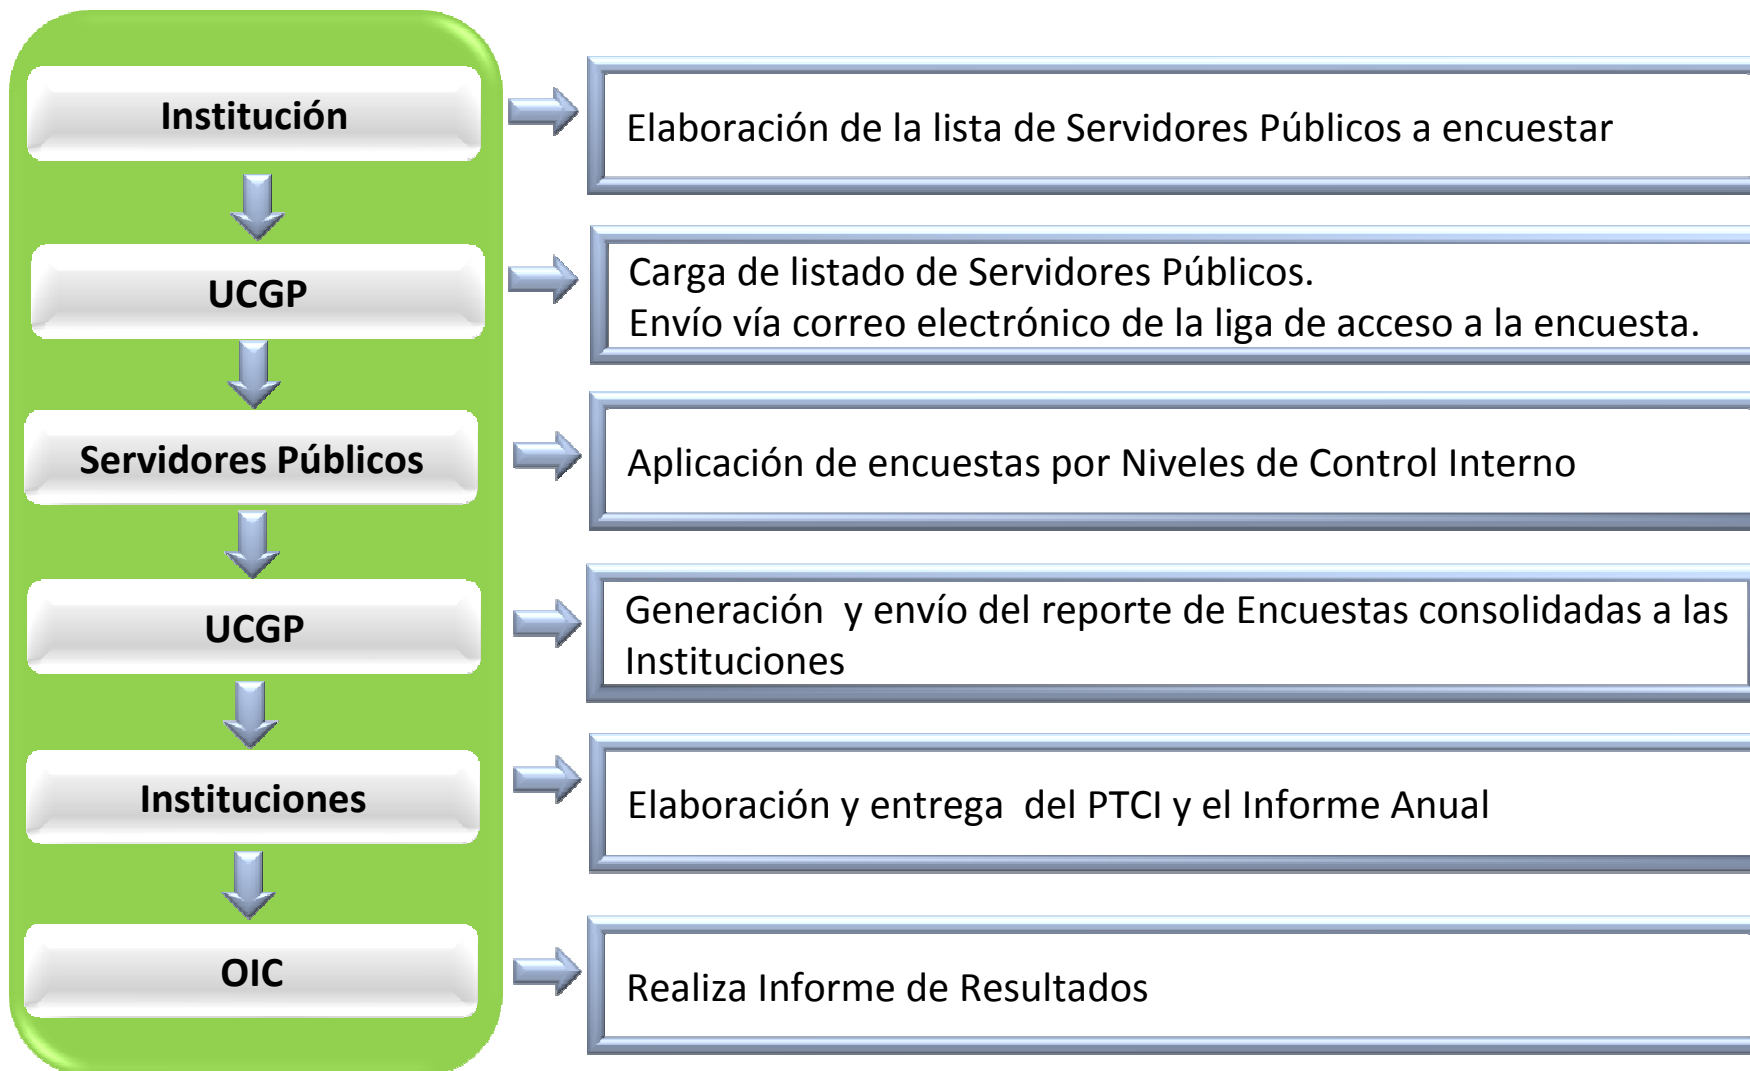 Institución
Elaboración de la lista de Servidores Públicos a encuestar
UCGP
Carga de listado de Servidores Públicos.
Envío vía correo electrónico de la liga de acceso a la encuesta.
Servidores Públicos
Aplicación de encuestas por Niveles de Control Interno
UCGP
Generación  y envío del reporte de Encuestas consolidadas a las
Instituciones
Instituciones
Elaboración y entrega  del PTCI y el Informe Anual
OIC
Realiza Informe de Resultados